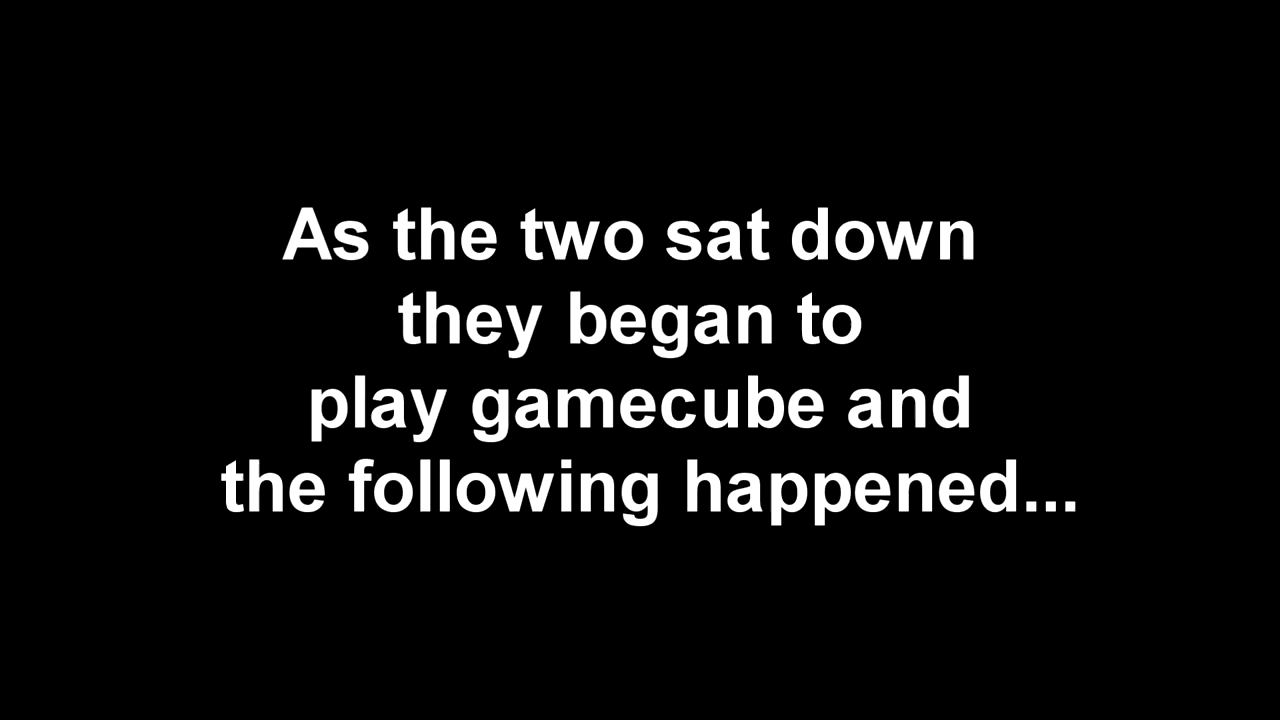 As the two sat down
they began to
play gamecube and
the following happened...